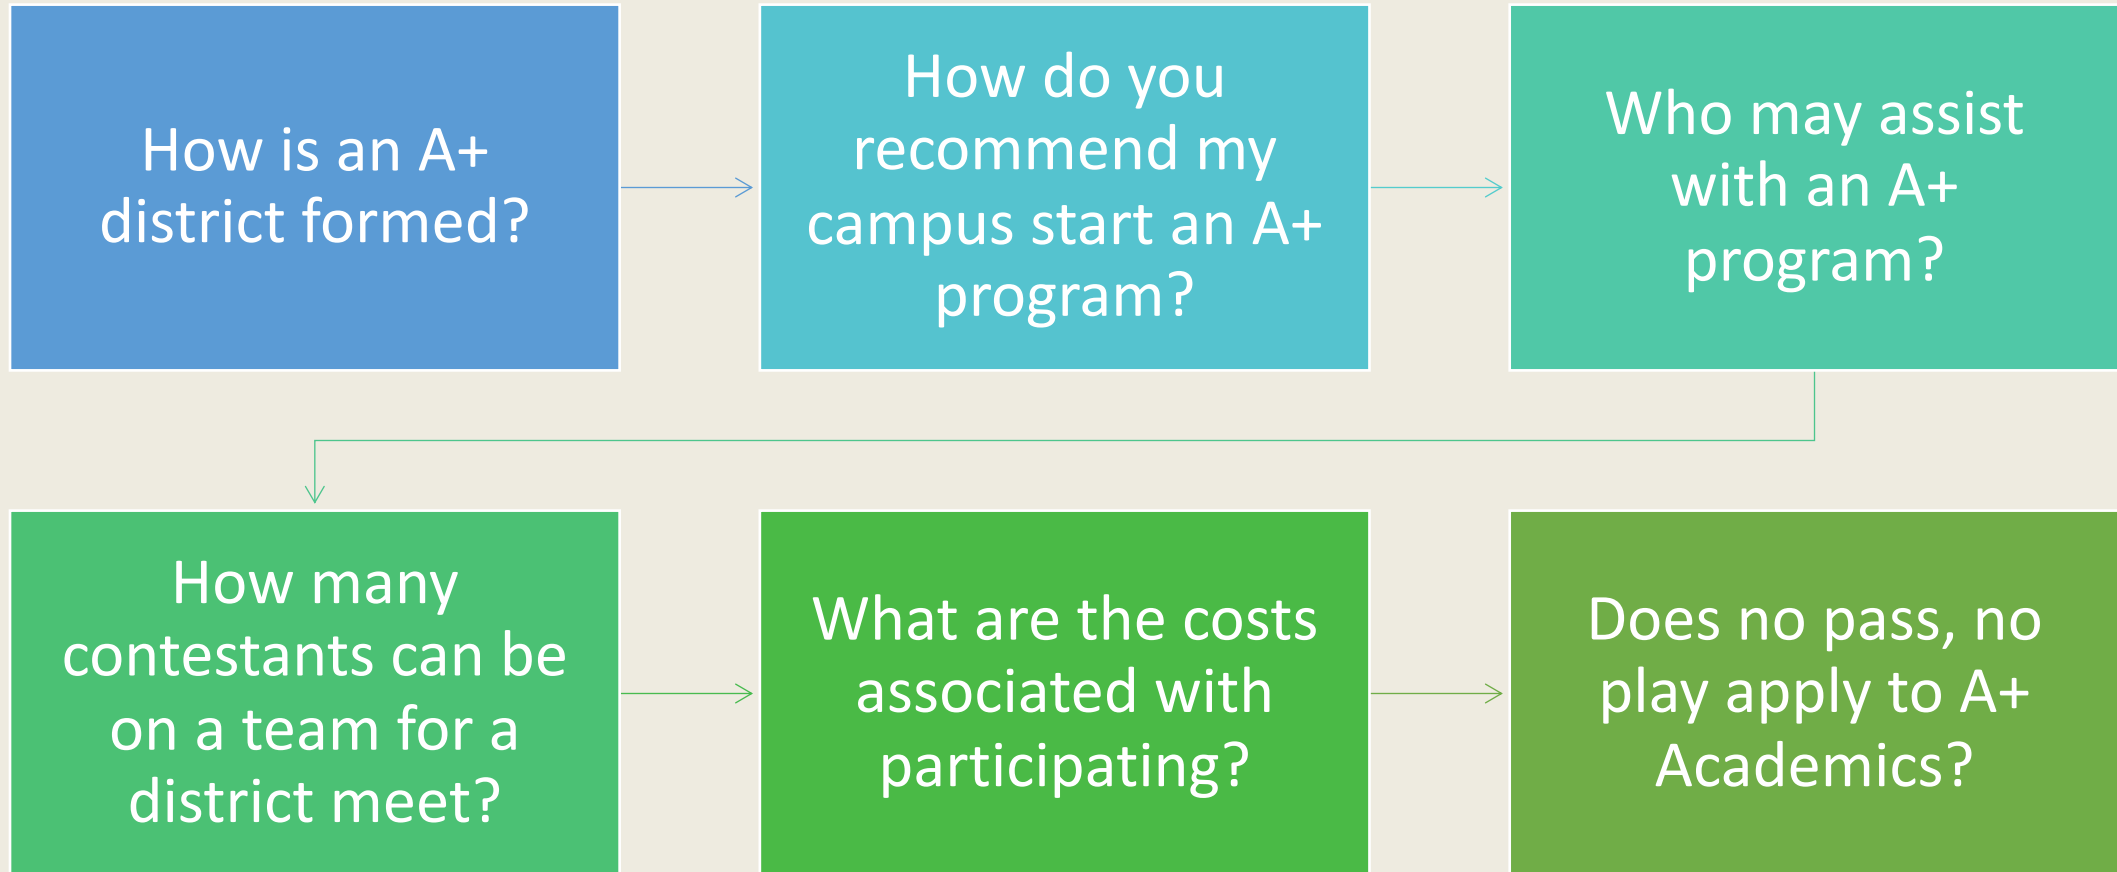 How is an A+
district formed?
How do you
recommend my
campus start an A+
program?
Who may assist
with an A+
program?
How many
contestants can be
on a team for a
district meet?
What are the costs
associated with
participating?
Does no pass, no
play apply to A+
Academics?